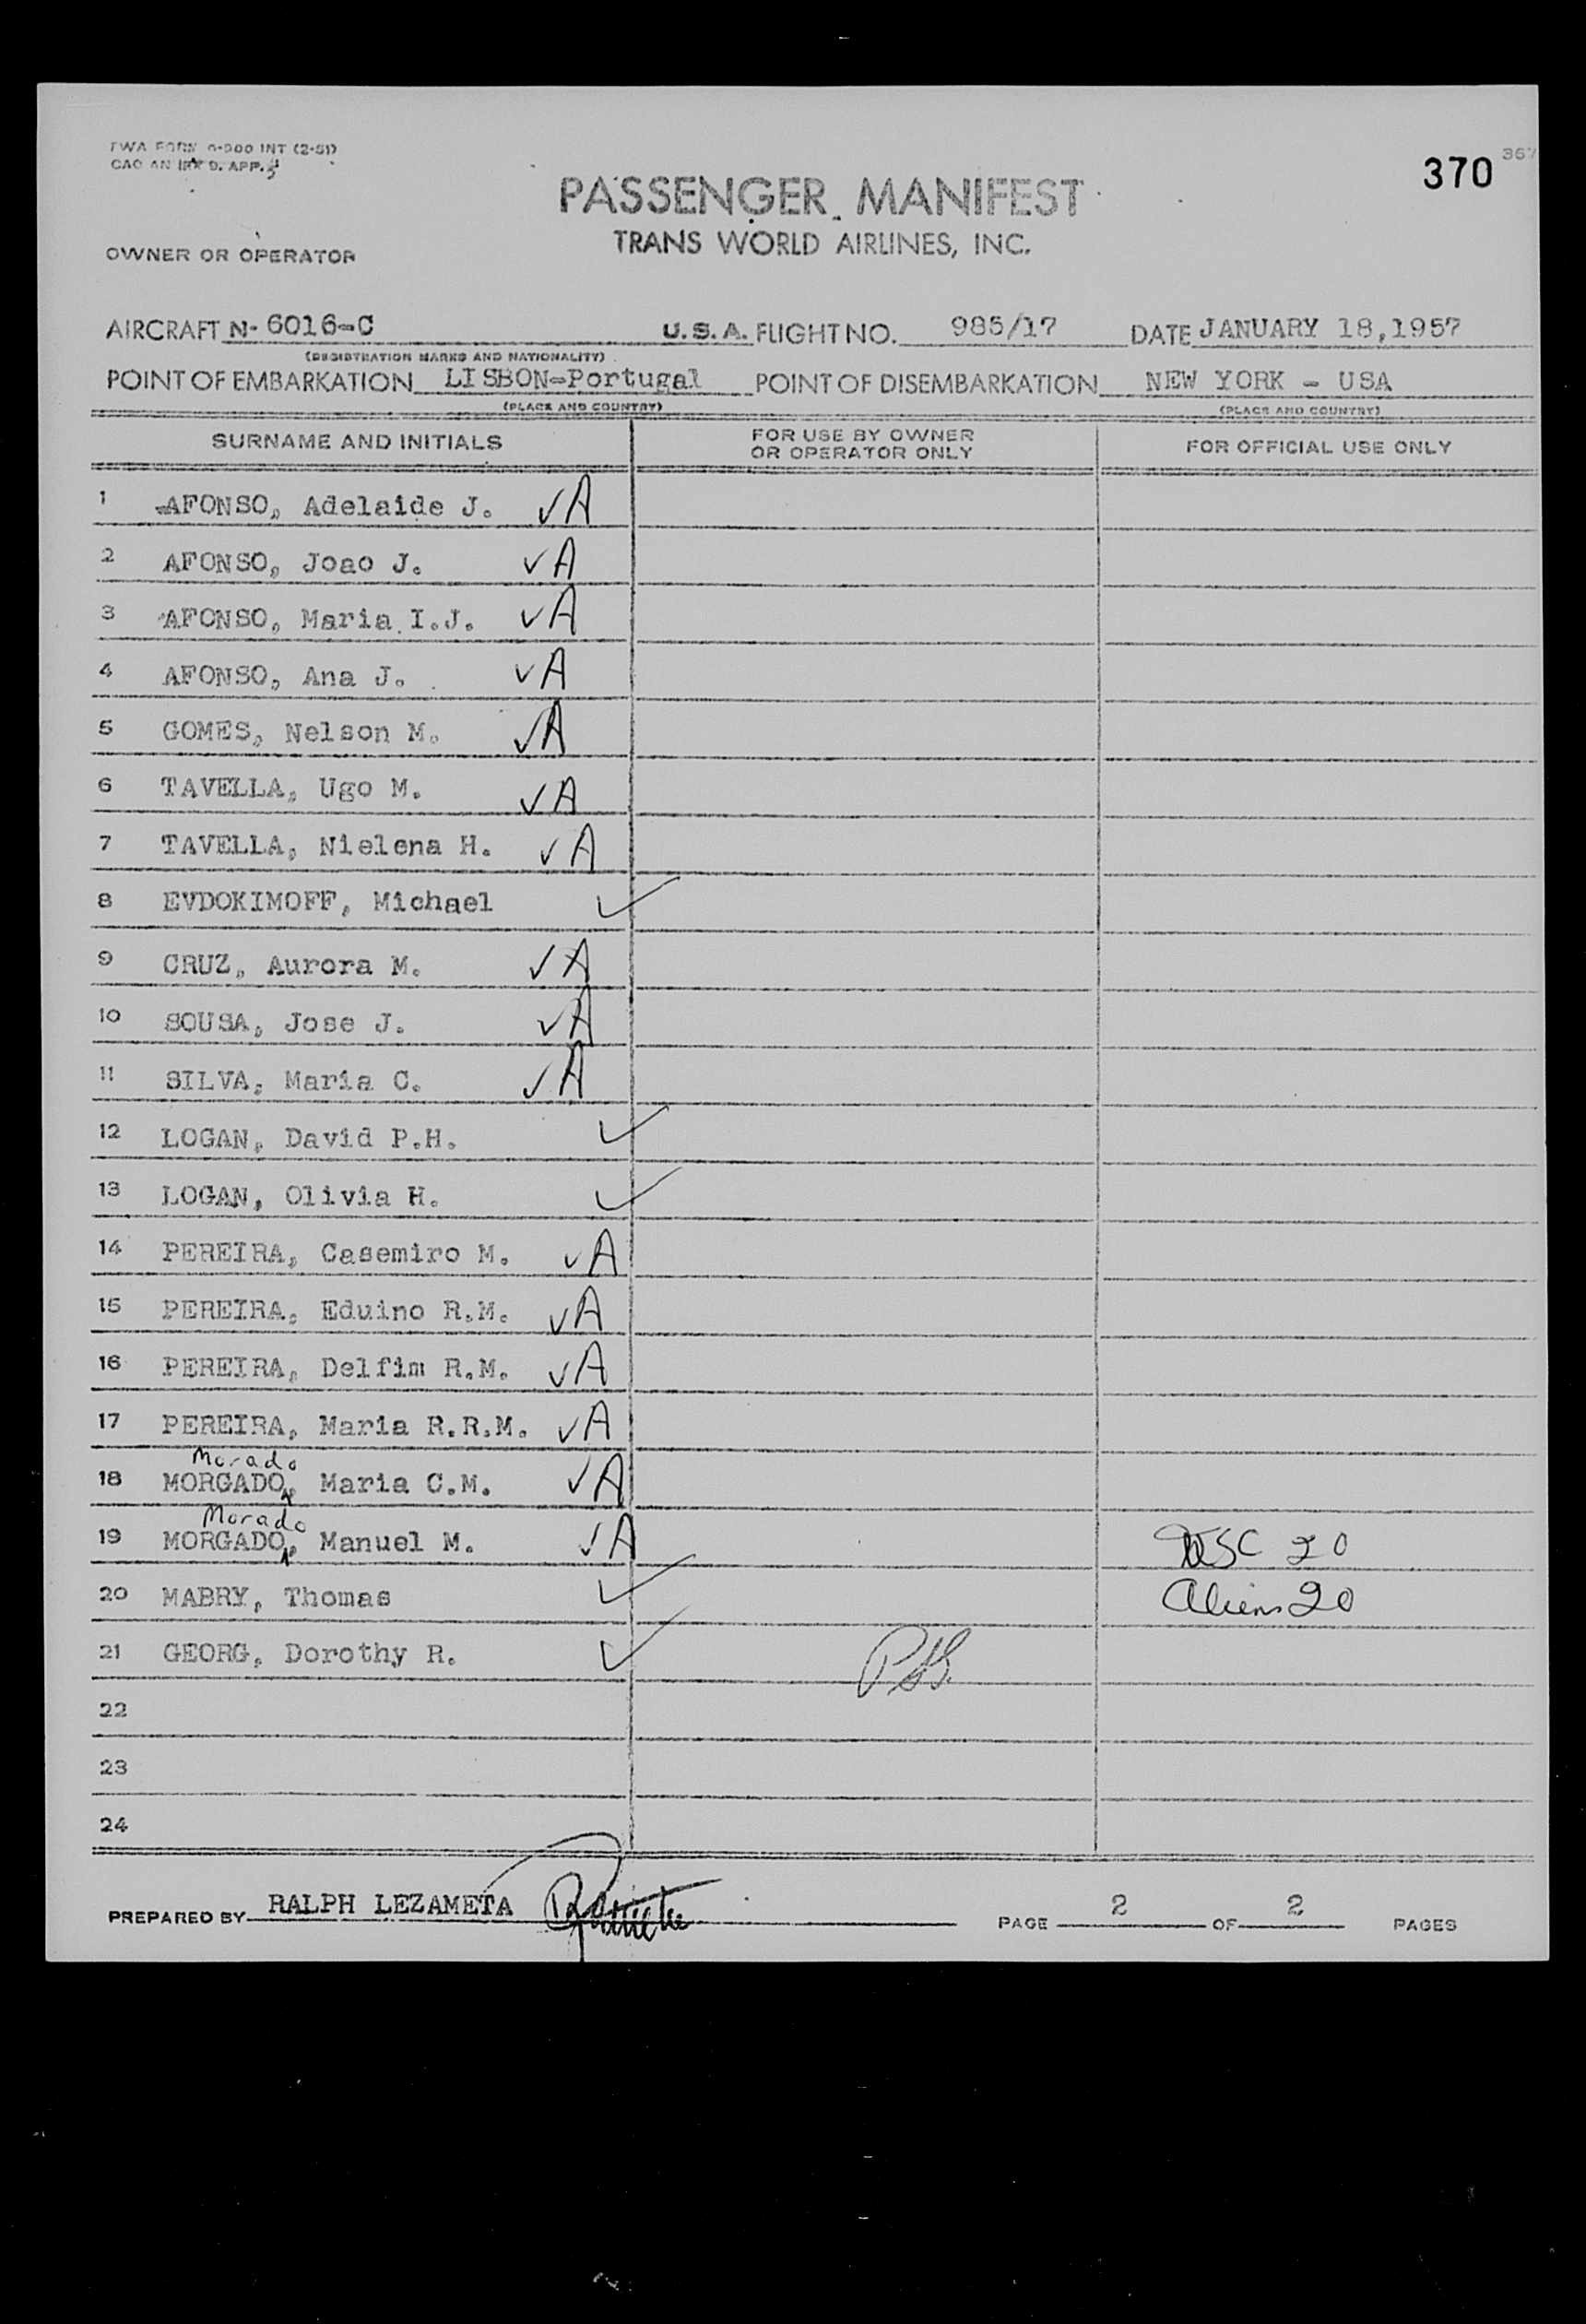 TWA FORM 0-200 INT (2-51)
370 367
PASSENGER MANIFEST
TRANS WORLD AIRLINES, INC.
OWNER OR OPERATOR
AIRCRAFT N- 6016-C U.S.A. FLIGHT NO. 985/17 DATE JANUARY 18,1957
(REGISTRATION MARKS AND NATIONALITY)
POINT OF EMBARKATION LISBON-Portugal POINT OF DISEMBARKATION NEW YORK - USA
(PLACE AND COUNTRY) (PLACE AND COUNTRY)
SURNAME AND INITIALS FOR USE BY OWNER OR OPERATOR ONLY FOR OFFICIAL USE ONLY
1 AFONSO, Adelaide J. ✓A
2 AFONSO, Joao J. ✓A
3 AFONSO, Maria I.J. ✓A
4 AFONSO, Ana J. ✓A
5 GOMES, Nelson M. ✓A
6 TAVELLA, Ugo M. ✓A
7 TAVELLA, Nielena H. ✓A
8 EVDOKIMOFF, Michael ✓
9 CRUZ, Aurora M. ✓A
10 SOUSA, Jose J. ✓A
11 SILVA, Maria C. ✓A
12 LOGAN, David P.H. ✓
13 LOGAN, Olivia H. ✓
14 PEREIRA, Casemiro M. ✓A
15 PEREIRA, Eduino R.M. ✓A
16 PEREIRA, Delfim R.M. ✓A
17 PEREIRA, Maria R.R.M. ✓A
Morado
18 MORGADO, Maria C.M. ✓A
Morado
19 MORGADO, Manuel M. ✓A 20
20 MABRY, Thomas ✓ Aliens 20
21 GEORG, Dorothy R. ✓
22
23
24
PREPARED BY RALPH LEZAMETA PAGE 2 OF 2 PAGES